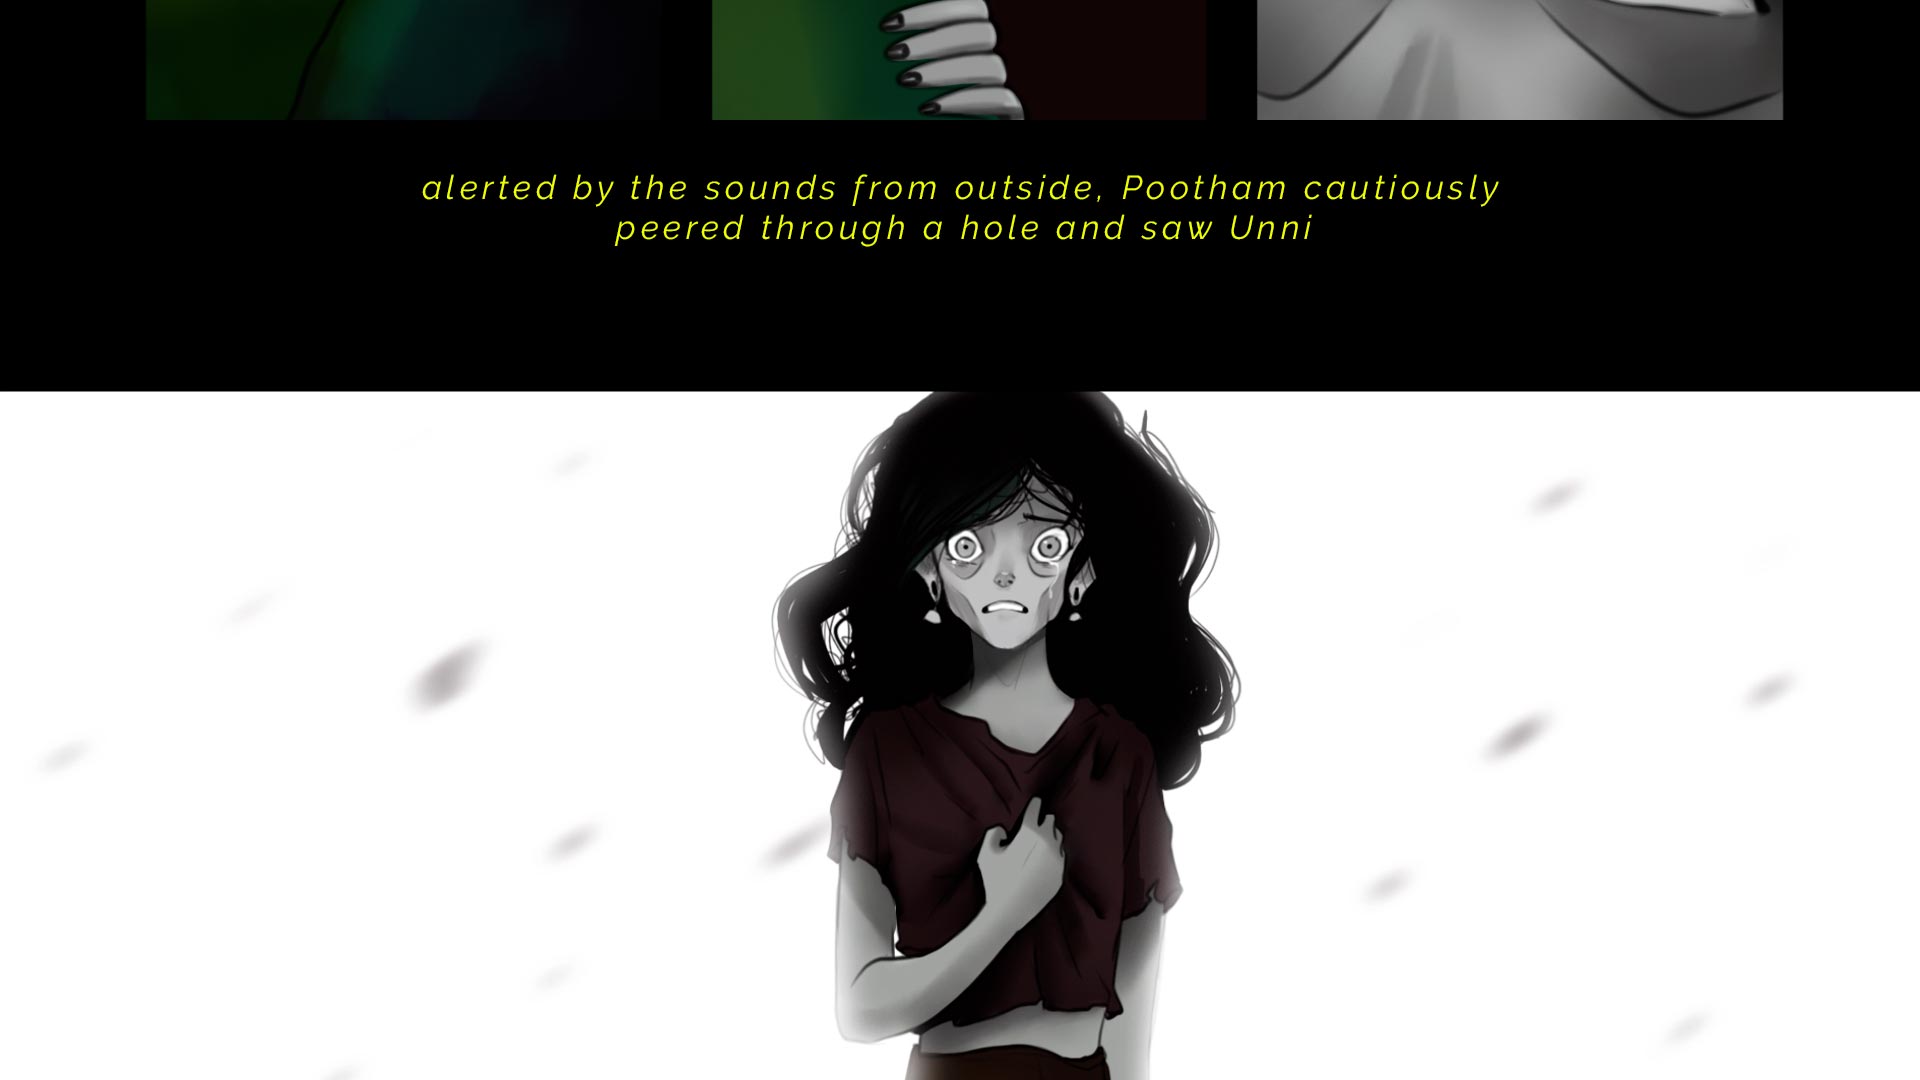 alerted by the sounds from outside, Pootham cautiously
peered through a hole and saw Unni